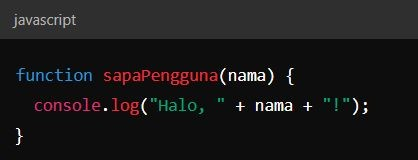 javascript
function sapaPengguna(nama) {
  console.log("Halo, " + nama + "!");
}